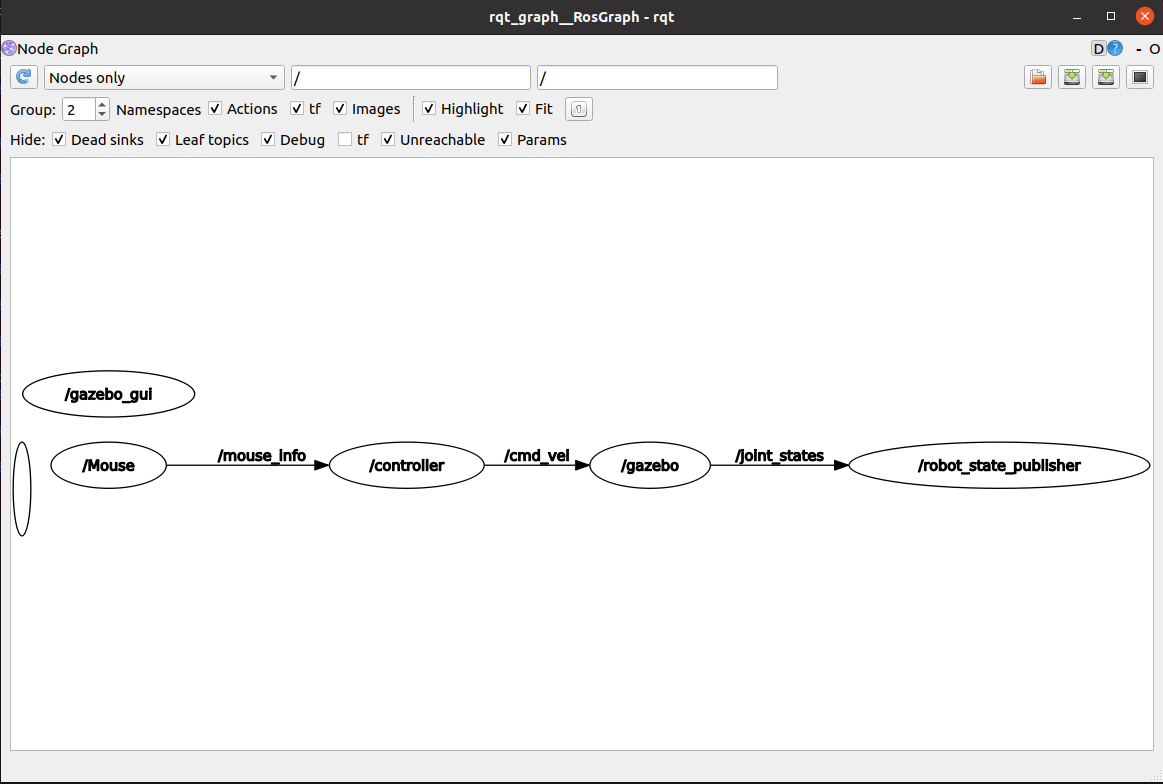 rqt_graph__RosGraph - rqt
Node Graph
D ? - O
Nodes only / /
Group: 2 Namespaces Actions tf Images Highlight Fit
Hide: Dead sinks Leaf topics Debug tf Unreachable Params
/gazebo_gui
/Mouse /mouse_info /controller /cmd_vel /gazebo /joint_states /robot_state_publisher